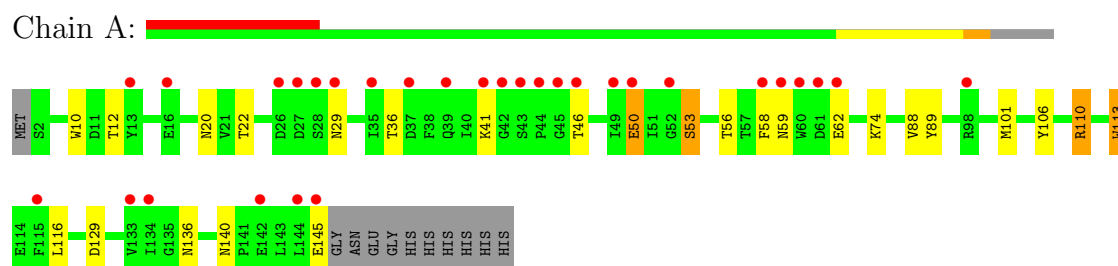 Chain A:
MET S2 W10 D11 T12 Y13 E16 N20 V21 T22 D26 D27 S28 N29 I35 T36 D37 F38 Q39 I40 K41 G42 S43 P44 G45 T46 I49 E50 I51 G52 S53 T56 T57 F58 N59 W60 D61 E62 K74 V88 Y89 R98 M101 Y106 R110
E114 F115 L116 D129 V133 I134 G135 N136 N140 P141 E142 L143 L144 E145 GLY ASN GLU GLY HIS HIS HIS HIS HIS HIS